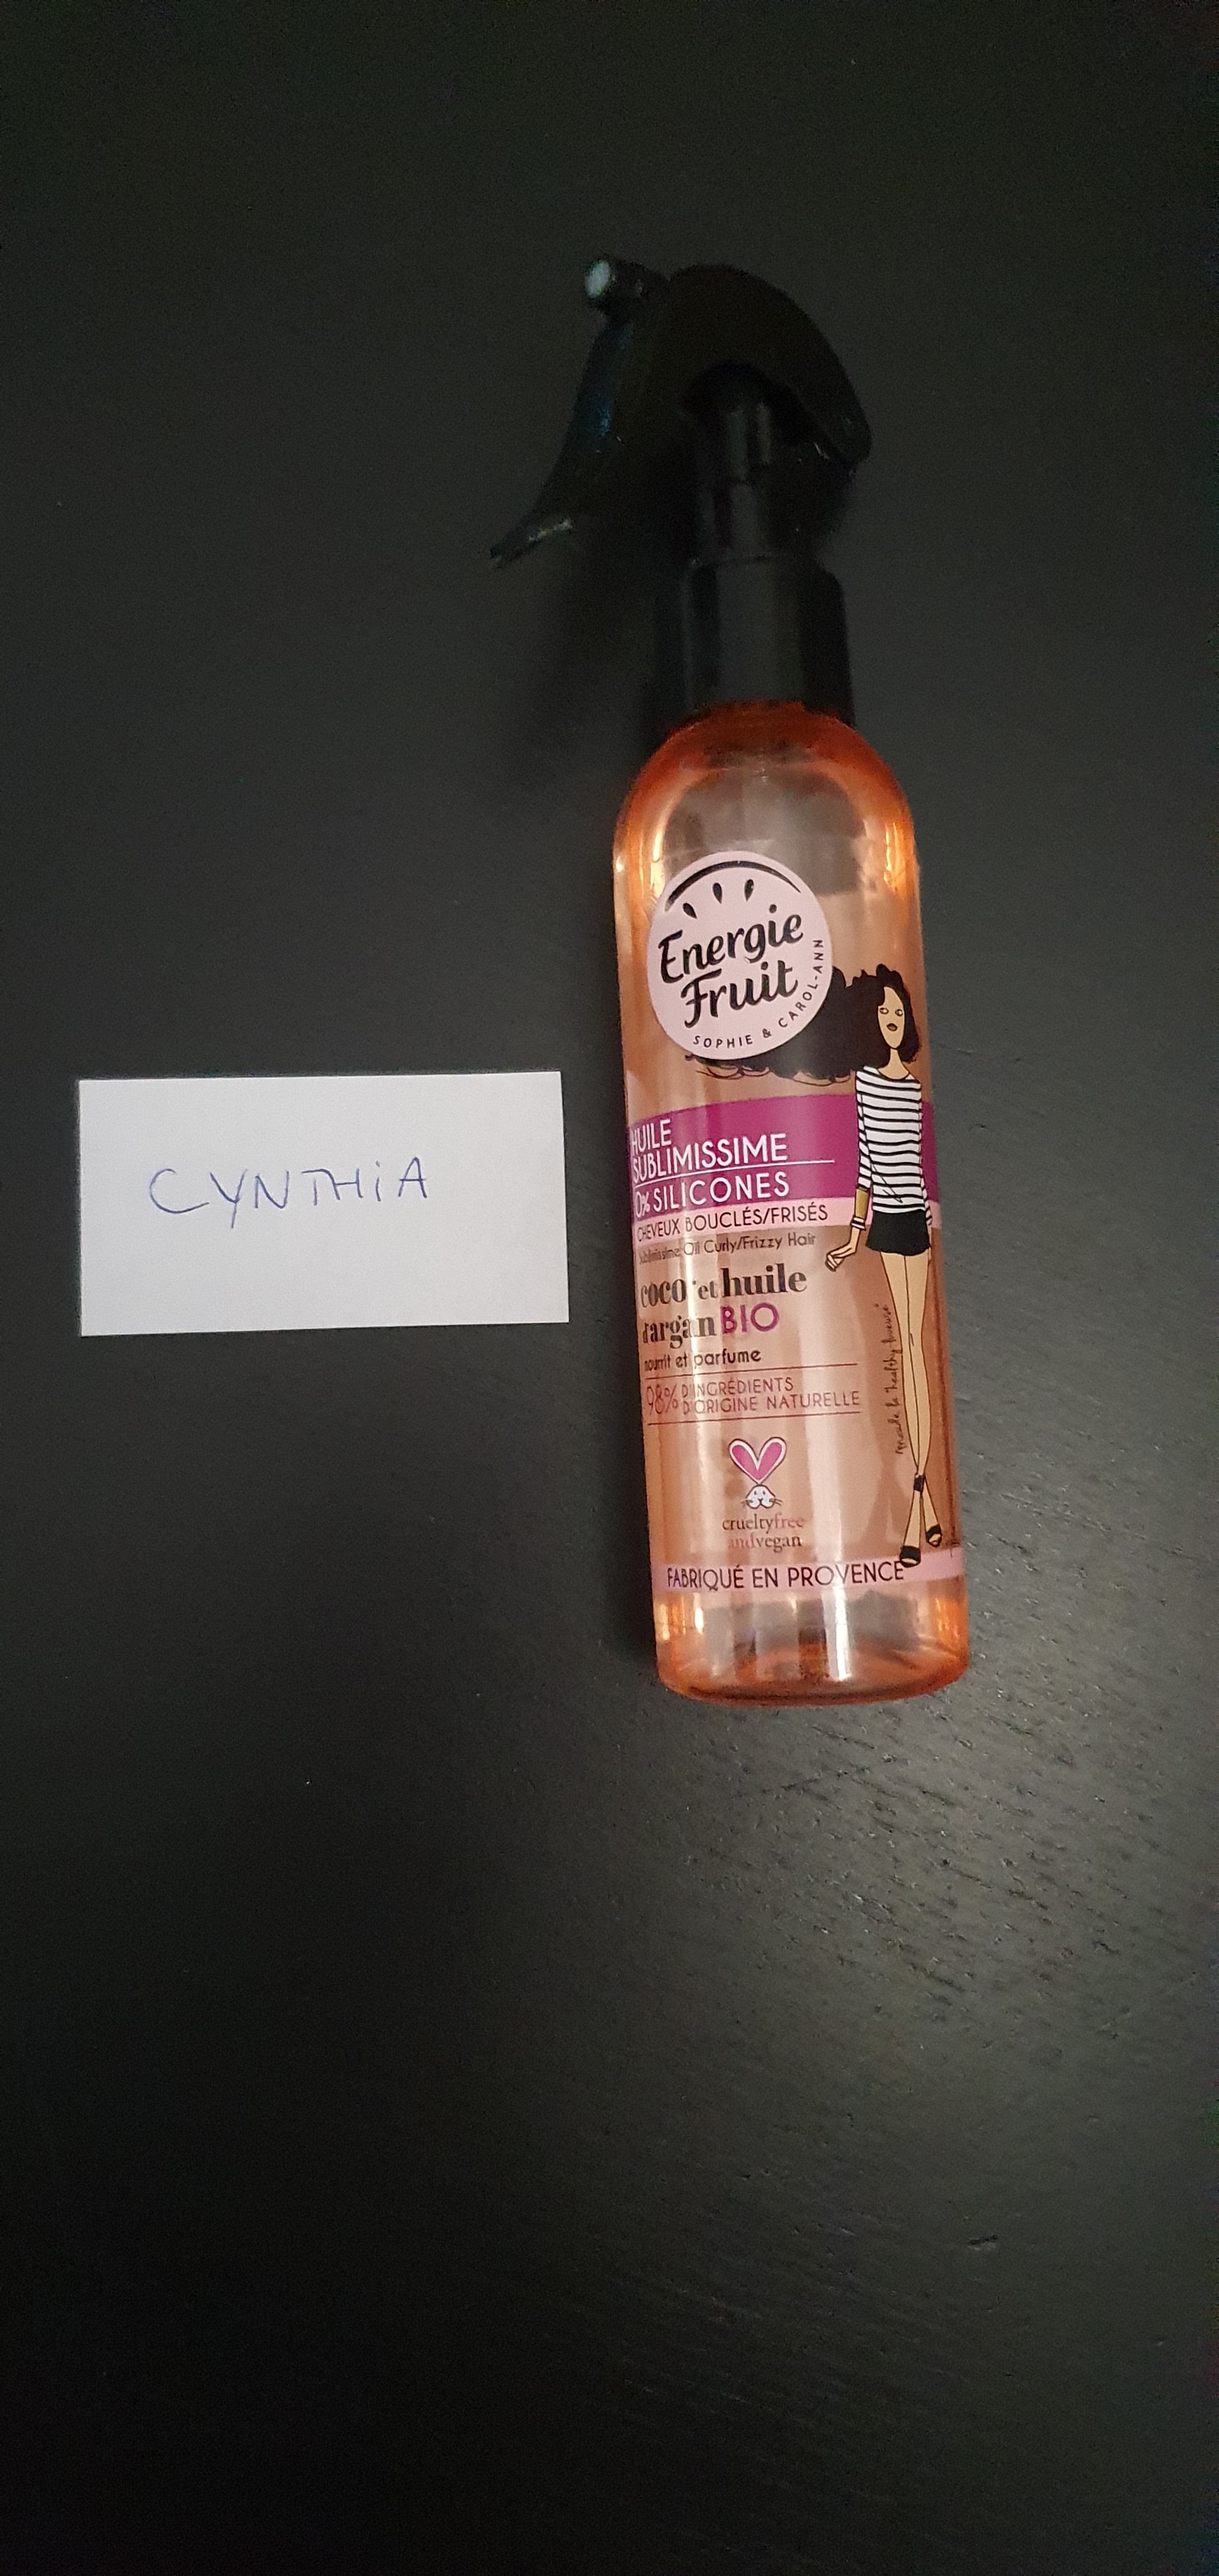 CYNTHiA
Energie
Fruit
SOPHIE & CAROL-ANN
HUILE
SUBLIMISSIME
0% SILICONES
CHEVEUX BOUCLÉS/FRISÉS
Sublimissime Oil Curly/Frizzy Hair
coco et huile
d'argan BIO
nourrit et parfume
98% D'INGRÉDIENTS
D'ORIGINE NATURELLE
crueltyfree
andvegan
FABRIQUÉ EN PROVENCE